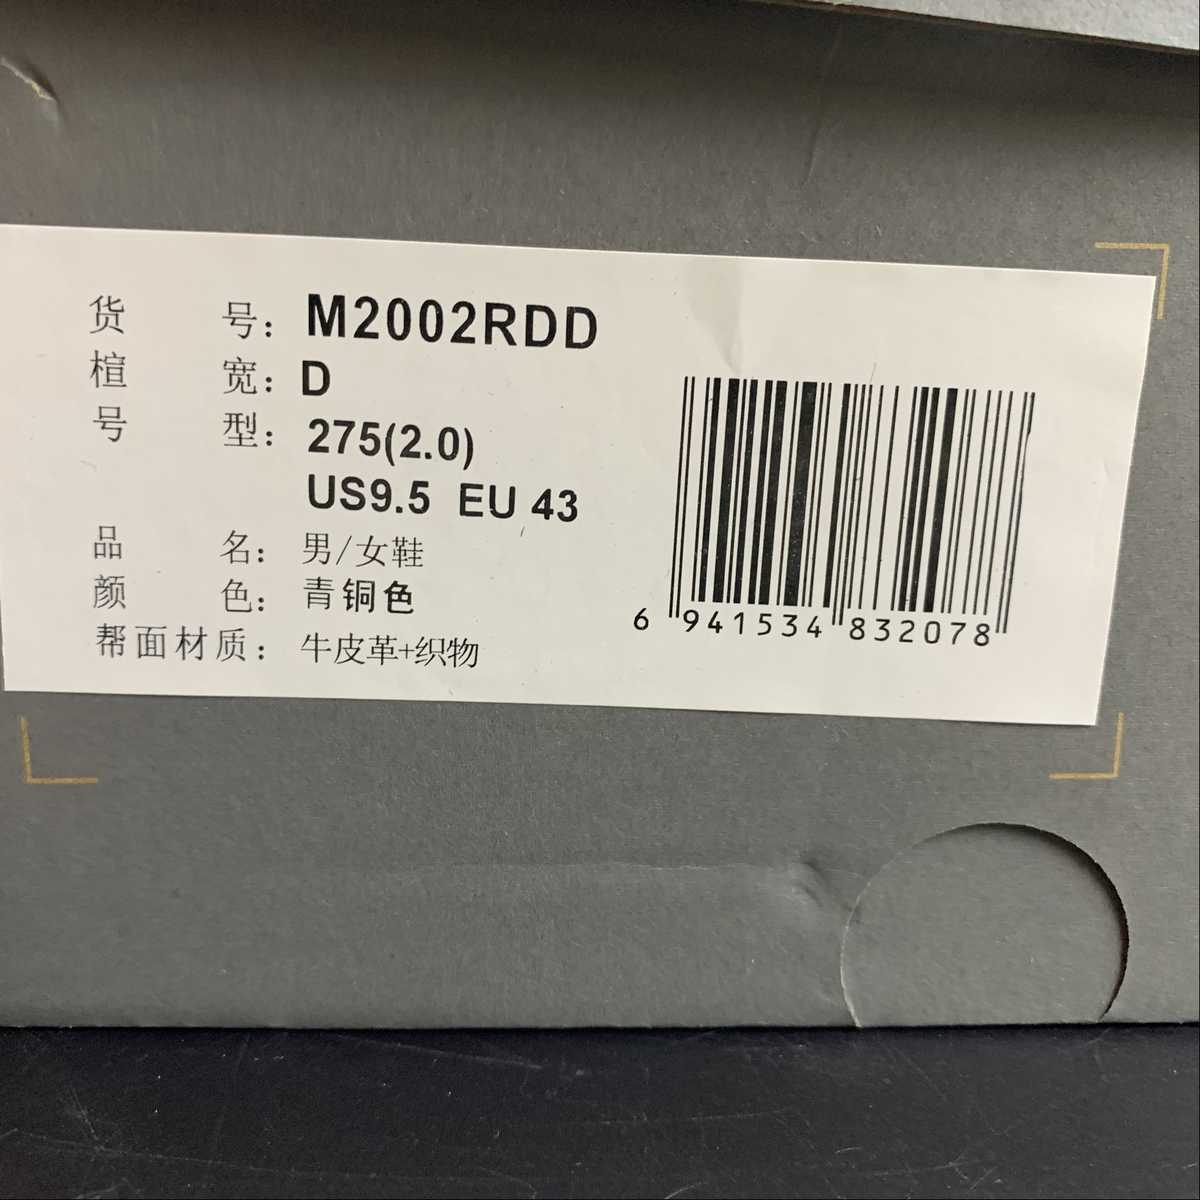 货 号: M2002RDD
楦 宽: D
号 型: 275(2.0)
US9.5 EU 43
品 名: 男/女鞋
颜 色: 青铜色
帮面材质: 牛皮革+织物
6 941534 832078